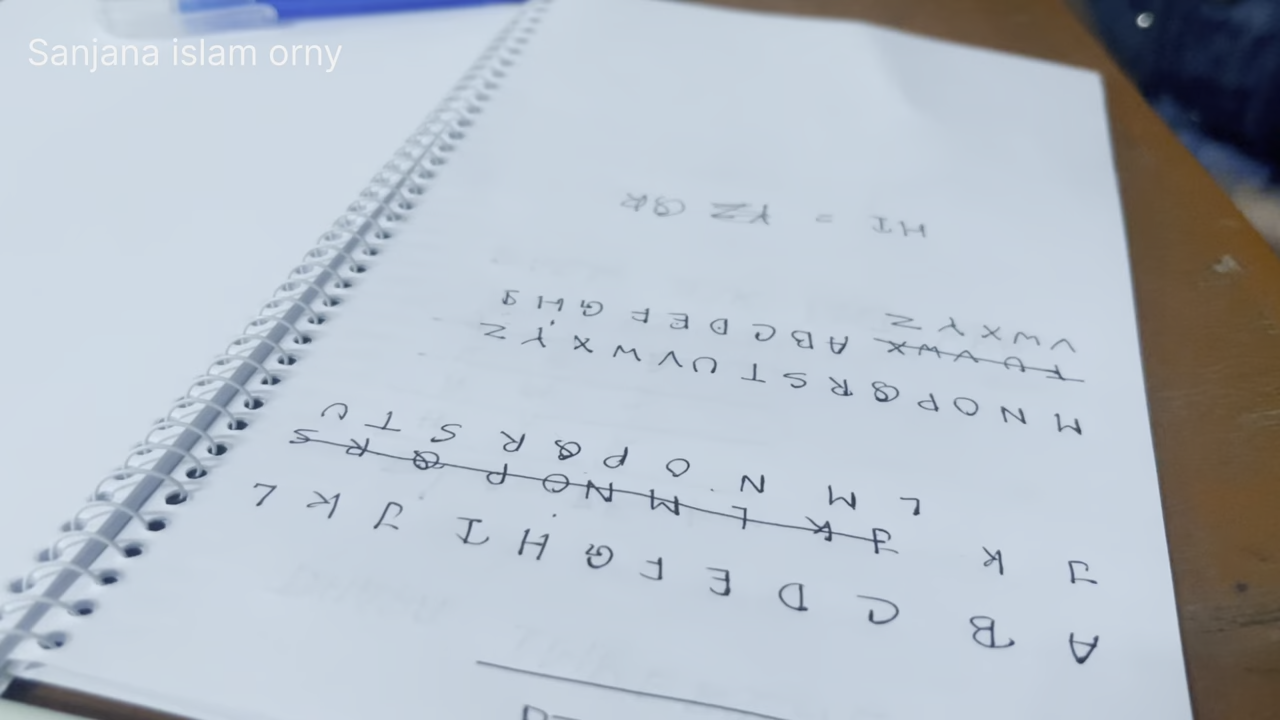 Sanjana islam orny
A B C D E F G H I J K L
J K L M N O P Q R S
J K L M N O P Q R S T U
M N O P Q R S T U V W X Y Z
U V W X A B C D E F G H I
V W X Y Z
HI = YZ QR